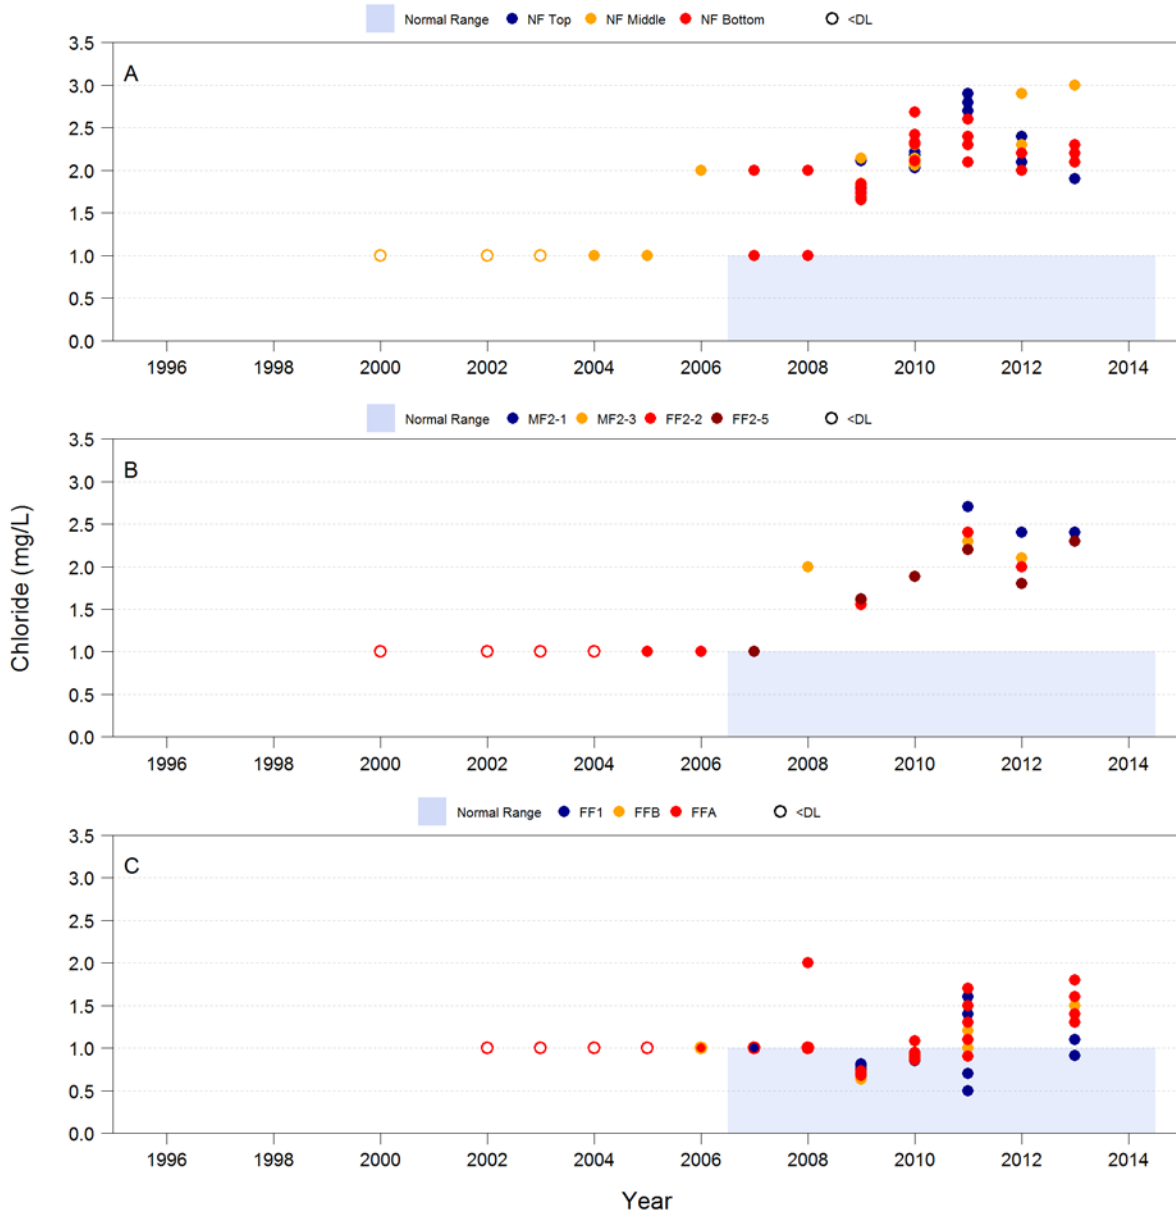 Normal Range NF Top NF Middle NF Bottom <DL
A
3.5
3.0
2.5
2.0
1.5
1.0
0.5
0.0
1996 1998 2000 2002 2004 2006 2008 2010 2012 2014
Normal Range MF2-1 MF2-3 FF2-2 FF2-5 <DL
B
3.5
3.0
2.5
2.0
1.5
1.0
0.5
0.0
Chloride (mg/L)
1996 1998 2000 2002 2004 2006 2008 2010 2012 2014
Normal Range FF1 FFB FFA <DL
C
3.5
3.0
2.5
2.0
1.5
1.0
0.5
0.0
1996 1998 2000 2002 2004 2006 2008 2010 2012 2014
Year